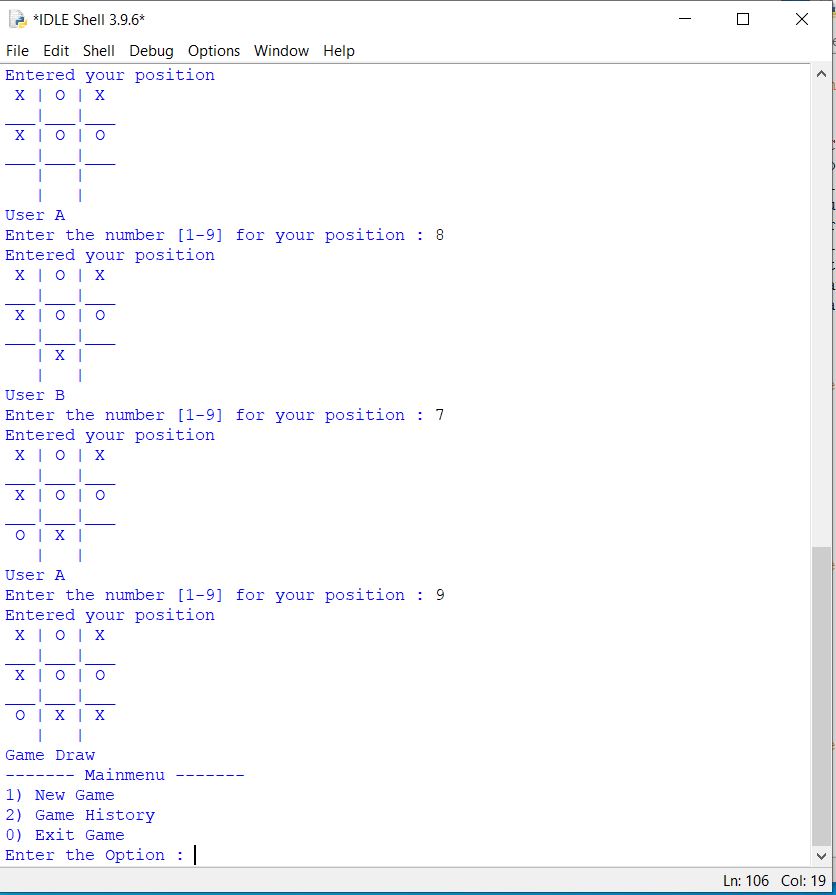 *IDLE Shell 3.9.6*
File Edit Shell Debug Options Window Help
Entered your position
 X | O | X
___|___|___
 X | O | O
___|___|___
   |   |
   |   |
User A
Enter the number [1-9] for your position : 8
Entered your position
 X | O | X
___|___|___
 X | O | O
___|___|___
   | X |
   |   |
User B
Enter the number [1-9] for your position : 7
Entered your position
 X | O | X
___|___|___
 X | O | O
___|___|___
 O | X |
   |   |
User A
Enter the number [1-9] for your position : 9
Entered your position
 X | O | X
___|___|___
 X | O | O
___|___|___
 O | X | X
   |   |
Game Draw
------- Mainmenu -------
1) New Game
2) Game History
0) Exit Game
Enter the Option :
Ln: 106 Col: 19